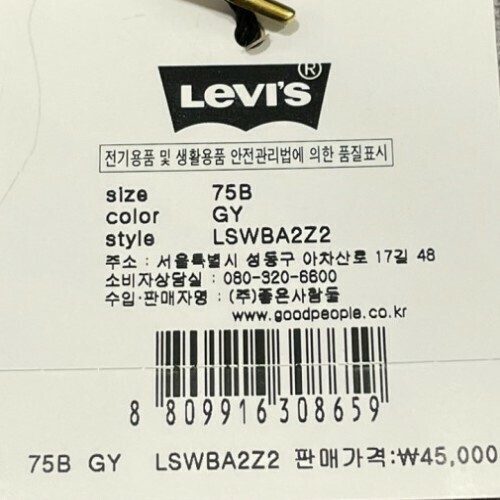 LEVI'S®
전기용품 및 생활용품 안전관리법에 의한 품질표시
size 75B
color GY
style LSWBA2Z2
주소 : 서울특별시 성동구 아차산로 17길 48
소비자상담실 : 080-320-6600
수입·판매자명 : (주)좋은사람들
www.goodpeople.co.kr
8 809916 308659
75B GY LSWBA2Z2 판매가격:₩45,000